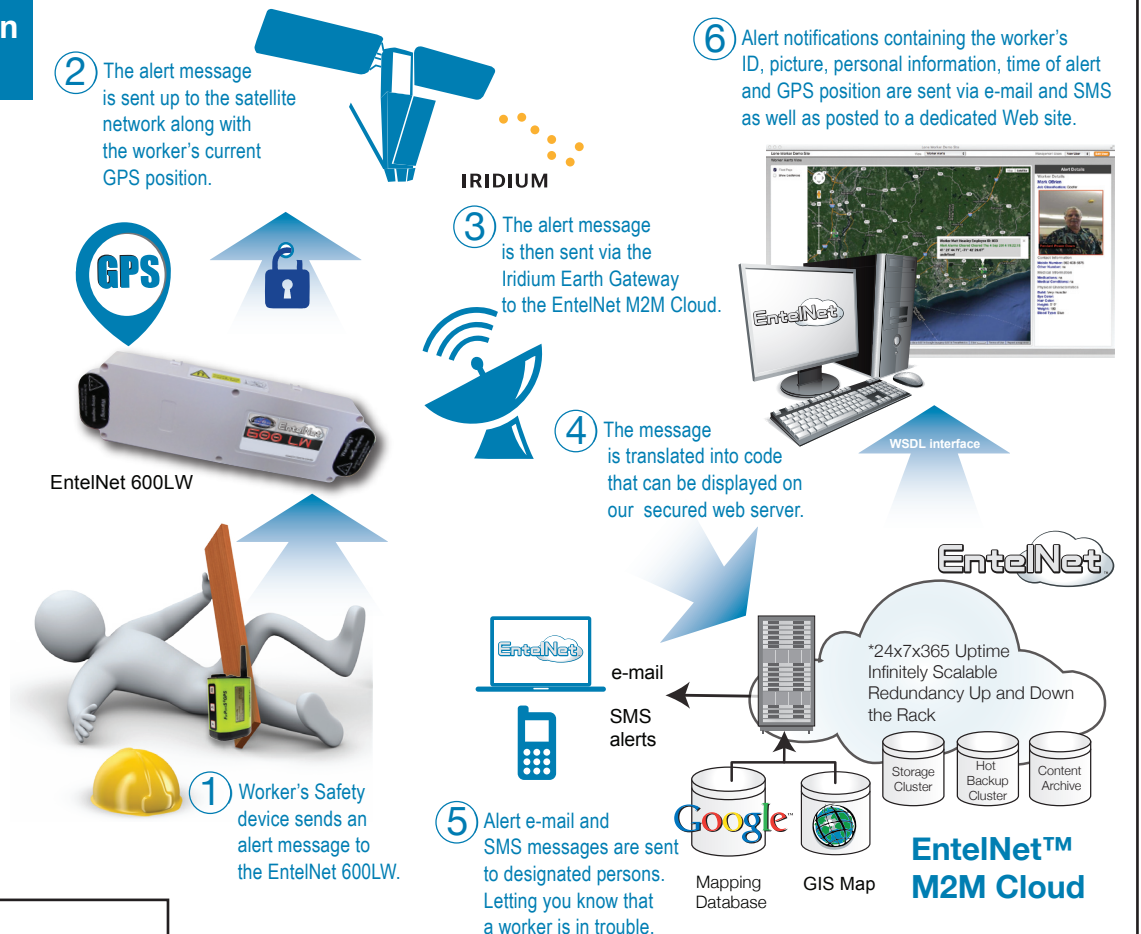 n
2
The alert message
is sent up to the satellite
network along with
the worker's current
GPS position.
IRIDIUM
6
Alert notifications containing the worker's
ID, picture, personal information, time of alert
and GPS position are sent via e-mail and SMS
as well as posted to a dedicated Web site.
GPS
3
The alert message
is then sent via the
Iridium Earth Gateway
to the EntelNet M2M Cloud.
Alert Details
EntelNet
EntelNet
600 LW
EntelNet 600LW
4
The message
is translated into code
that can be displayed on
our secured web server.
WSDL interface
EntelNet
EntelNet
e-mail
SMS
alerts
*24x7x365 Uptime
Infinitely Scalable
Redundancy Up and Down
the Rack
Storage
Cluster
Hot
Backup
Cluster
Content
Archive
1
Worker's Safety
device sends an
alert message to
the EntelNet 600LW.
5
Alert e-mail and
SMS messages are sent
to designated persons.
Letting you know that
a worker is in trouble.
Google™
Mapping
Database
GIS Map
EntelNet™
M2M Cloud